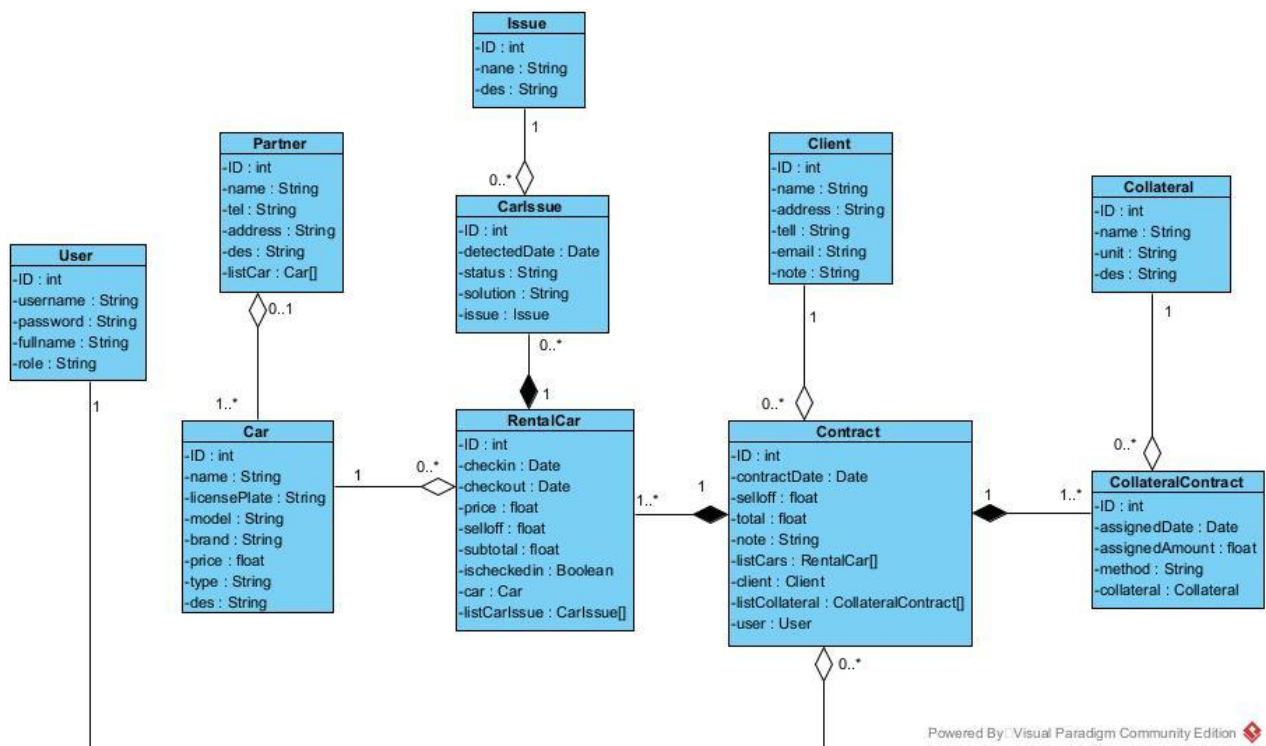 Issue
-ID : int
-nane : String
-des : String
1
0..*
Partner
-ID : int
-name : String
-tel : String
-address : String
-des : String
-listCar : Car[]
0..1
1..*
CarIssue
-ID : int
-detectedDate : Date
-status : String
-solution : String
-issue : Issue
0..*
1
Client
-ID : int
-name : String
-address : String
-tell : String
-email : String
-note : String
1
0..*
Collateral
-ID : int
-name : String
-unit : String
-des : String
1
0..*
User
-ID : int
-username : String
-password : String
-fullname : String
-role : String
1
Car
-ID : int
-name : String
-licensePlate : String
-model : String
-brand : String
-price : float
-type : String
-des : String
1
0..*
RentalCar
-ID : int
-checkin : Date
-checkout : Date
-price : float
-selloff : float
-subtotal : float
-ischeckedin : Boolean
-car : Car
-listCarIssue : CarIssue[]
1..*
1
Contract
-ID : int
-contractDate : Date
-selloff : float
-total : float
-note : String
-listCars : RentalCar[]
-client : Client
-listCollateral : CollateralContract[]
-user : User
1
1..*
0..*
CollateralContract
-ID : int
-assignedDate : Date
-assignedAmount : float
-method : String
-collateral : Collateral
Powered By Visual Paradigm Community Edition